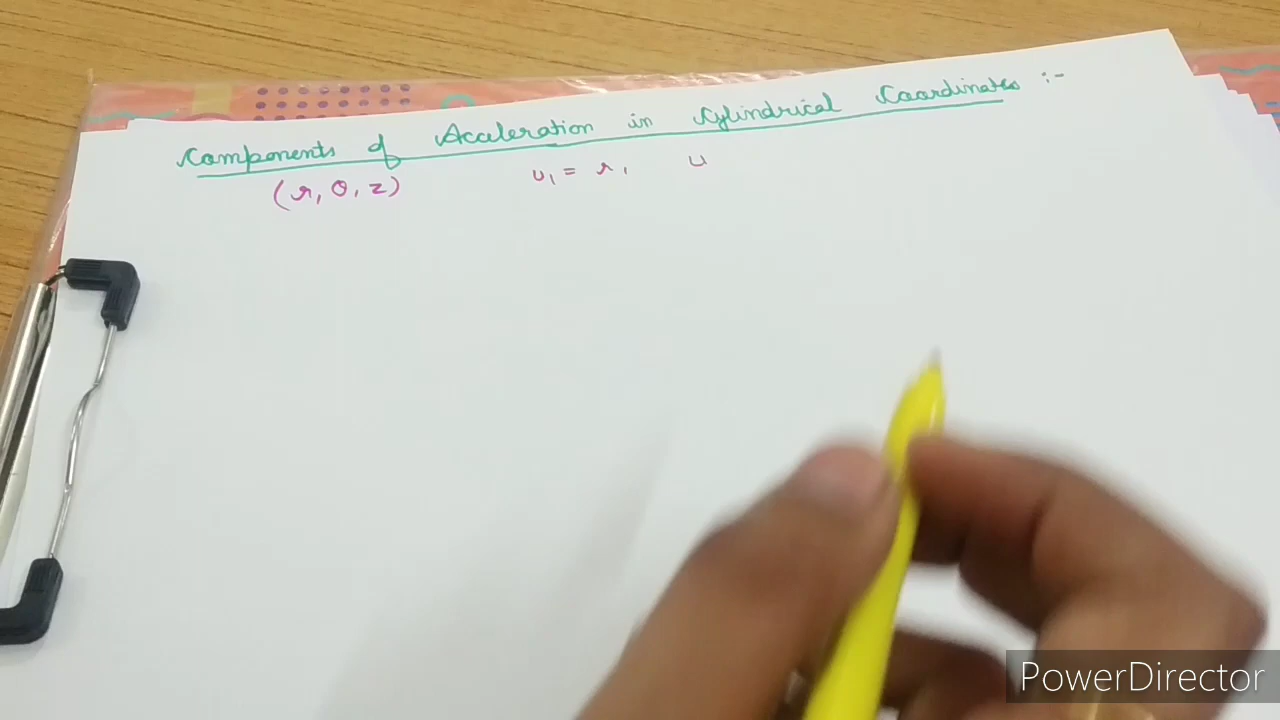 Components of Acceleration in Cylindrical Coordinates :-
(r, θ, z) u₁ = r, u
PowerDirector